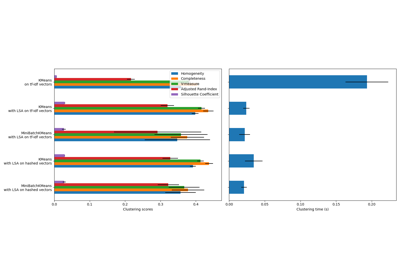 Homogeneity
Completeness
V-measure
Adjusted Rand-Index
Silhouette Coefficient
KMeans
on tf-idf vectors
KMeans
with LSA on tf-idf vectors
MiniBatchKMeans
with LSA on tf-idf vectors
KMeans
with LSA on hashed vectors
MiniBatchKMeans
with LSA on hashed vectors
0.0 0.1 0.2 0.3 0.4
Clustering scores
0.00 0.05 0.10 0.15 0.20
Clustering time (s)